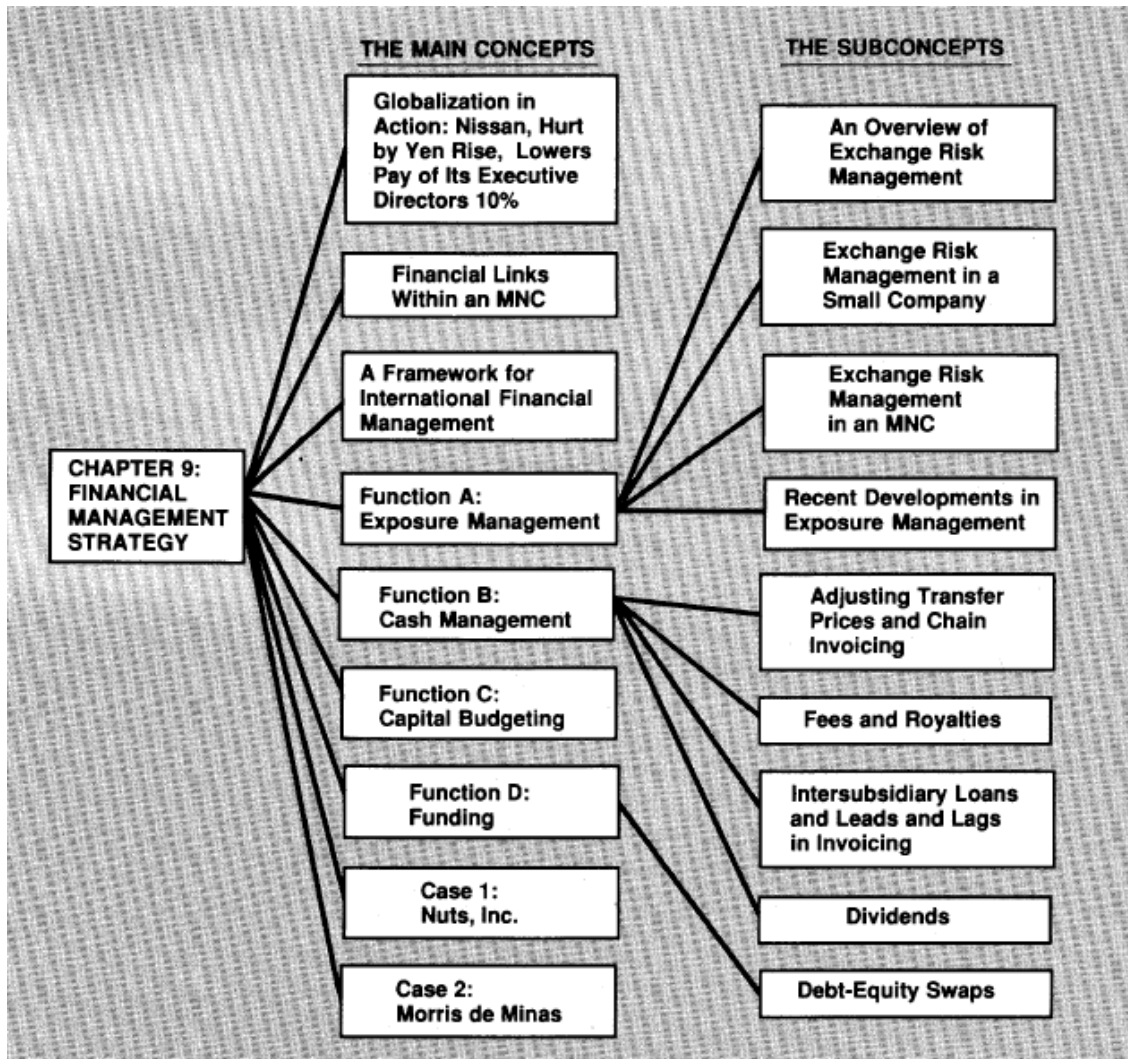 THE MAIN CONCEPTS
THE SUBCONCEPTS
CHAPTER 9:
FINANCIAL
MANAGEMENT
STRATEGY
Globalization in
Action: Nissan, Hurt
by Yen Rise, Lowers
Pay of Its Executive
Directors 10%
Financial Links
Within an MNC
A Framework for
International Financial
Management
Function A:
Exposure Management
Function B:
Cash Management
Function C:
Capital Budgeting
Function D:
Funding
Case 1:
Nuts, Inc.
Case 2:
Morris de Minas
An Overview of
Exchange Risk
Management
Exchange Risk
Management in a
Small Company
Exchange Risk
Management
in an MNC
Recent Developments in
Exposure Management
Adjusting Transfer
Prices and Chain
Invoicing
Fees and Royalties
Intersubsidiary Loans
and Leads and Lags
in Invoicing
Dividends
Debt-Equity Swaps